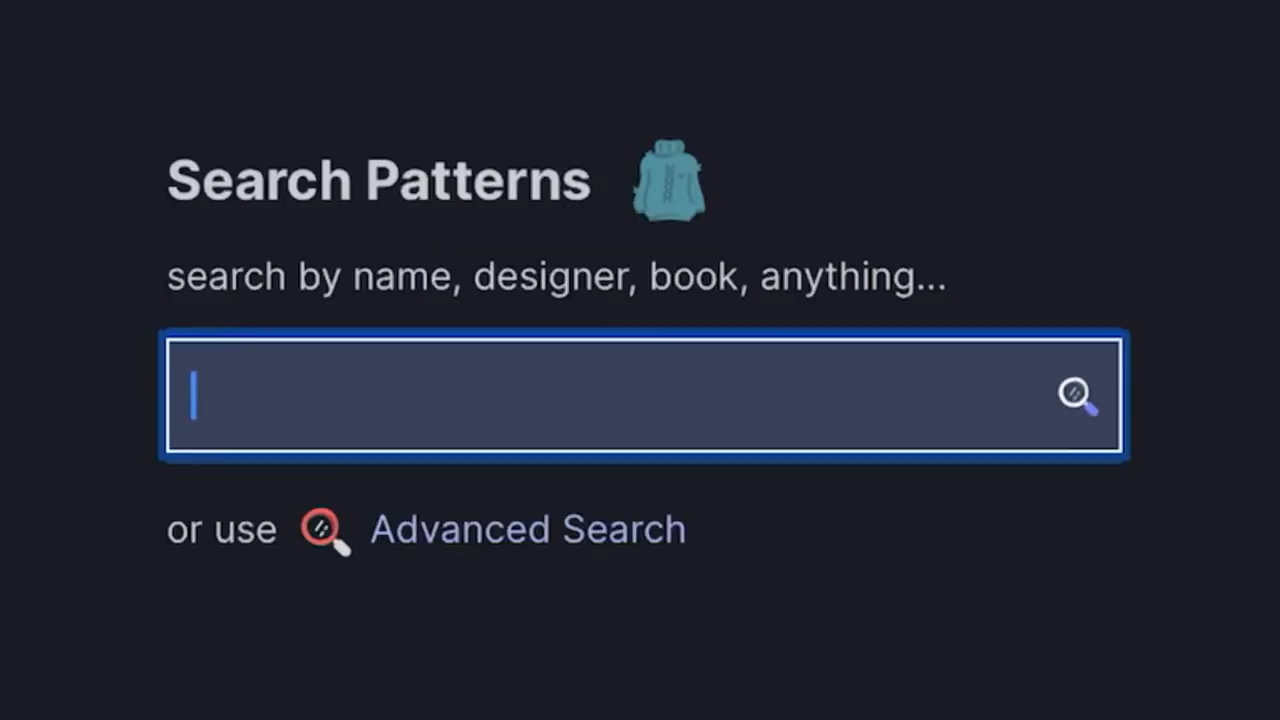 Search Patterns
search by name, designer, book, anything...
or use Advanced Search